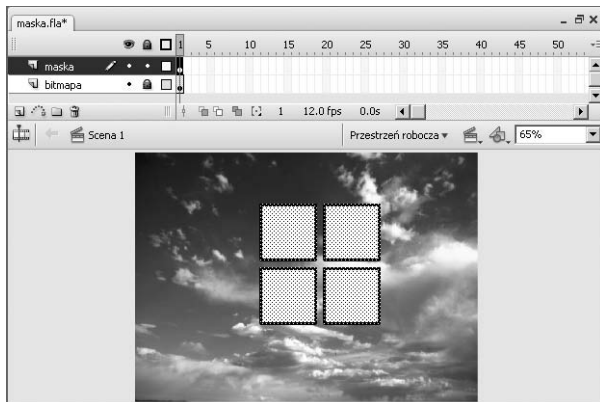 maska.fla*
1 5 10 15 20 25 30 35 40 45 50
maska
bitmapa
1 12.0 fps 0.0s
Scena 1 Przestrzeń robocza 65%